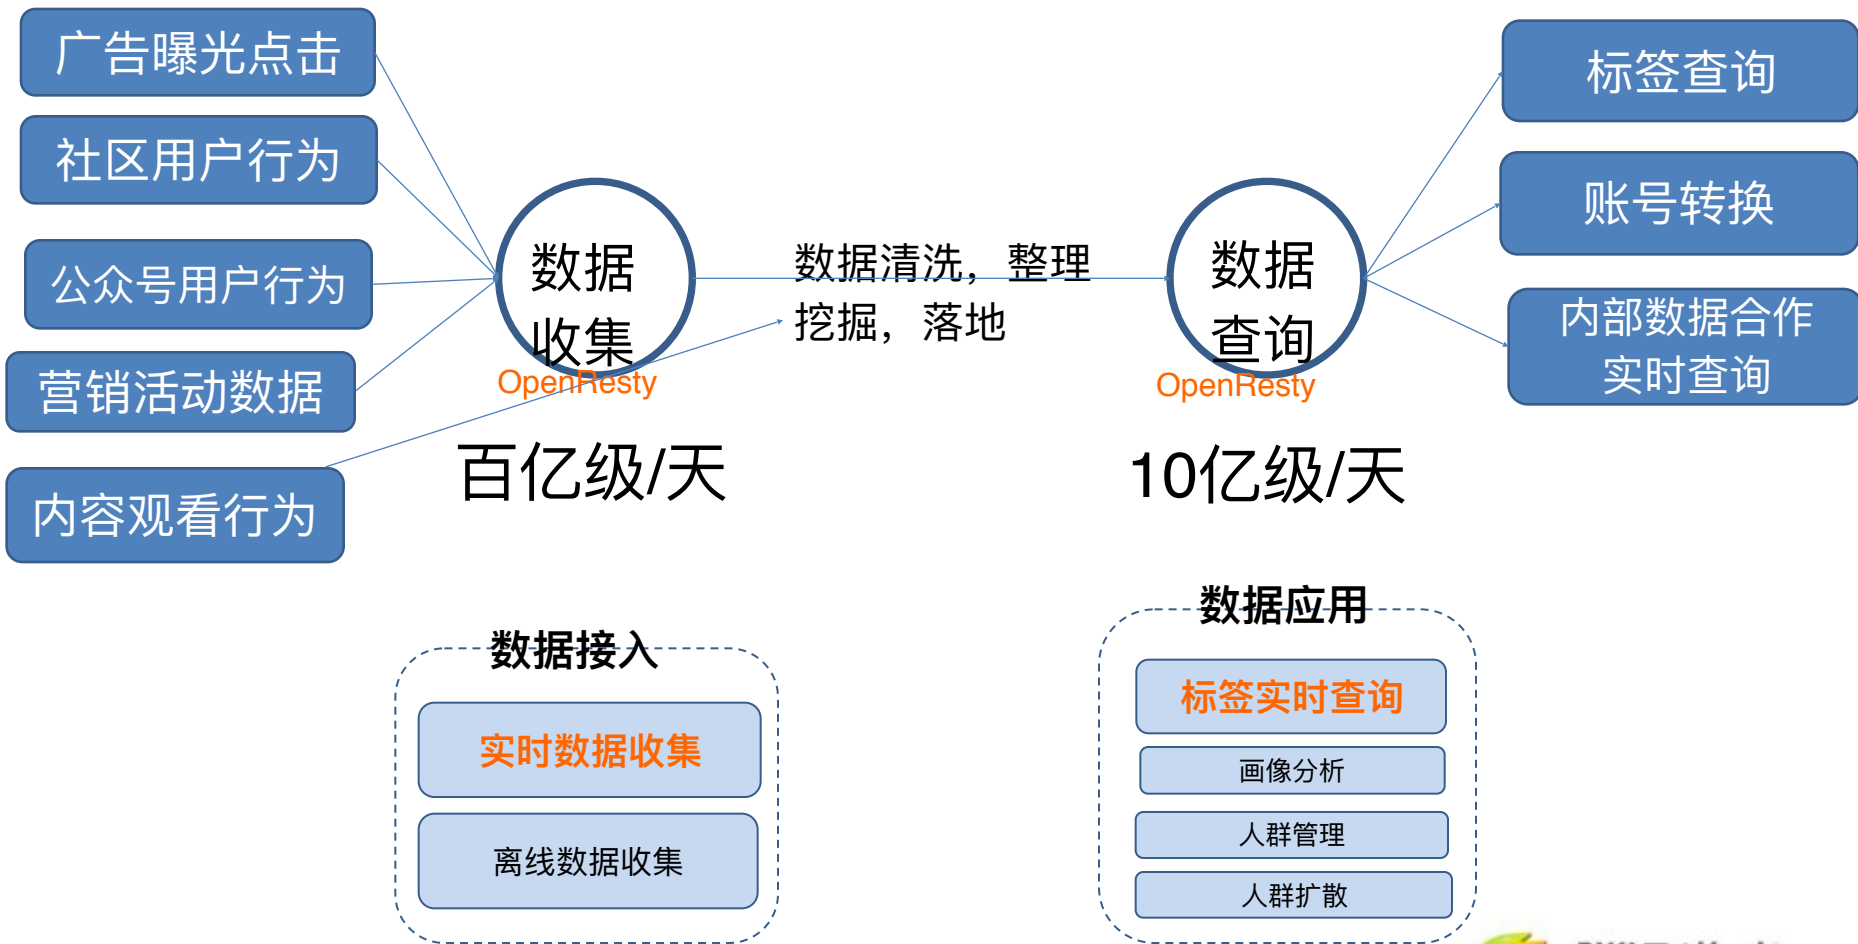 广告曝光点击
社区用户行为
公众号用户行为
营销活动数据
内容观看行为
数据
收集
OpenResty
百亿级/天
数据清洗，整理
挖掘，落地
数据
查询
OpenResty
10亿级/天
标签查询
账号转换
内部数据合作
实时查询
数据接入
实时数据收集
离线数据收集
数据应用
标签实时查询
画像分析
人群管理
人群扩散